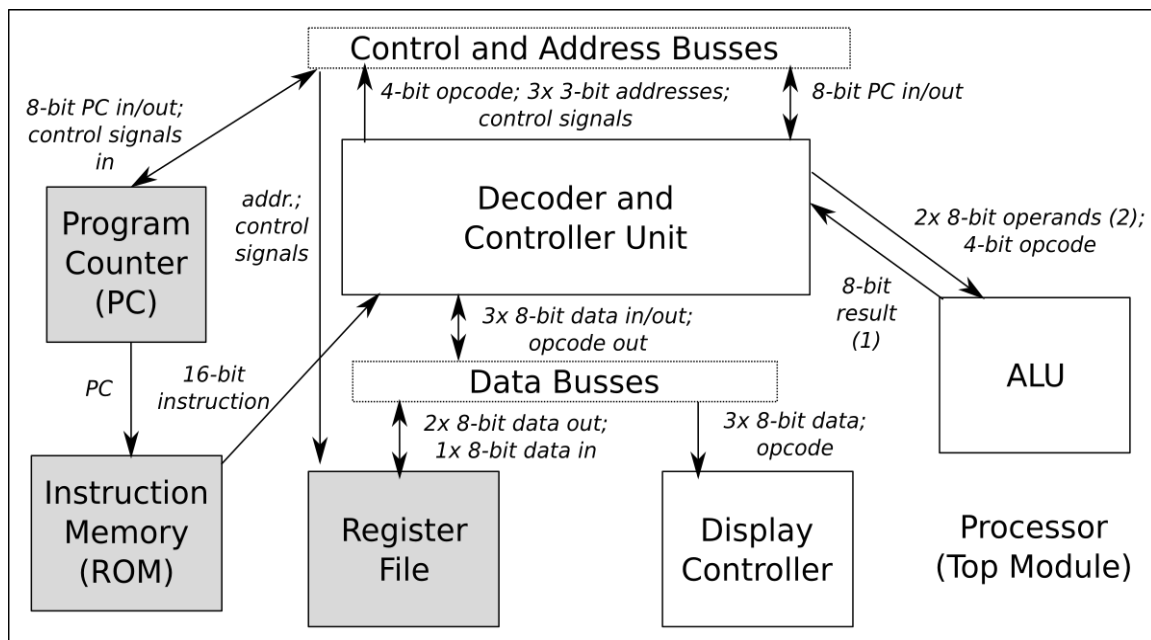 Control and Address Busses
8-bit PC in/out;
control signals
in
4-bit opcode; 3x 3-bit addresses;
control signals
8-bit PC in/out
Decoder and
Controller Unit
Program
Counter
(PC)
addr.;
control
signals
2x 8-bit operands (2);
4-bit opcode
8-bit
result
(1)
3x 8-bit data in/out;
opcode out
PC
16-bit
instruction
Data Busses
ALU
2x 8-bit data out;
1x 8-bit data in
3x 8-bit data;
opcode
Instruction
Memory
(ROM)
Register
File
Display
Controller
Processor
(Top Module)